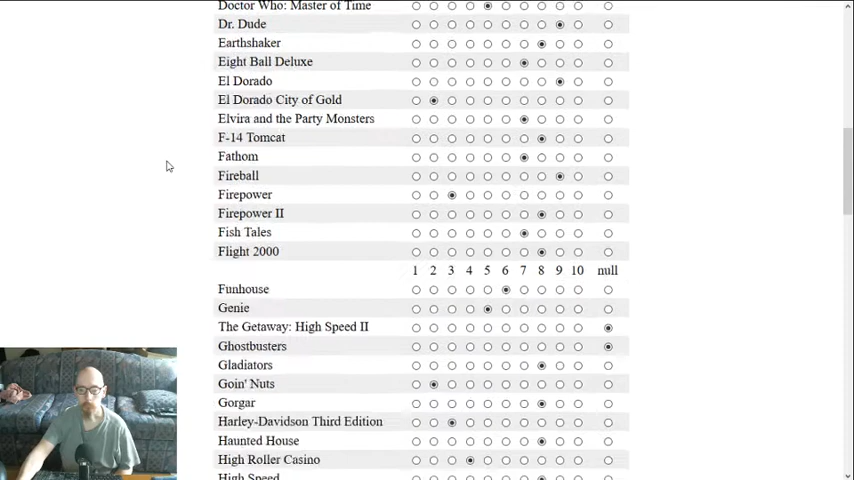 Doctor Who: Master of Time
Dr. Dude
Earthshaker
Eight Ball Deluxe
El Dorado
El Dorado City of Gold
Elvira and the Party Monsters
F-14 Tomcat
Fathom
Fireball
Firepower
Firepower II
Fish Tales
Flight 2000
1 2 3 4 5 6 7 8 9 10 null
Funhouse
Genie
The Getaway: High Speed II
Ghostbusters
Gladiators
Goin' Nuts
Gorgar
Harley-Davidson Third Edition
Haunted House
High Roller Casino
High Speed